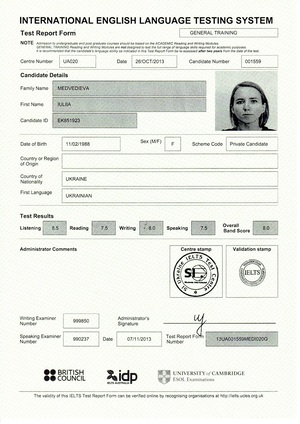 INTERNATIONAL ENGLISH LANGUAGE TESTING SYSTEM
Test Report Form
GENERAL TRAINING
NOTE Admission to undergraduate and post graduate courses should be based on the ACADEMIC Reading and Writing Modules.
GENERAL TRAINING Reading and Writing Modules are not designed to test the full range of language skills required for academic purposes.
It is recommended that the candidate's language ability as indicated in this Test Report Form be re-assessed after two years from the date of the test.
Centre Number UA020 Date 26/OCT/2013 Candidate Number 001559
Candidate Details
Family Name MEDVEDIEVA
First Name IULIIA
Candidate ID EK851923
Date of Birth 11/02/1988 Sex (M/F) F Scheme Code Private Candidate
Country or Region
of Origin
Country of
Nationality UKRAINE
First Language UKRAINIAN
Test Results
Listening Reading 7.5 Writing 6.0 Speaking 7.5 Overall
Band Score
Administrator Comments
Centre stamp
Validation stamp
IELTS
Writing Examiner
Number 999850
Administrator's
Signature
Speaking Examiner
Number 990237 Date 07/11/2013 Test Report Form
Number
BRITISH
COUNCIL
idp
IELTS AUSTRALIA
UNIVERSITY of CAMBRIDGE
ESOL Examinations
The validity of this IELTS Test Report Form can be verified online by recognising organisations at http://ielts.ucles.org.uk